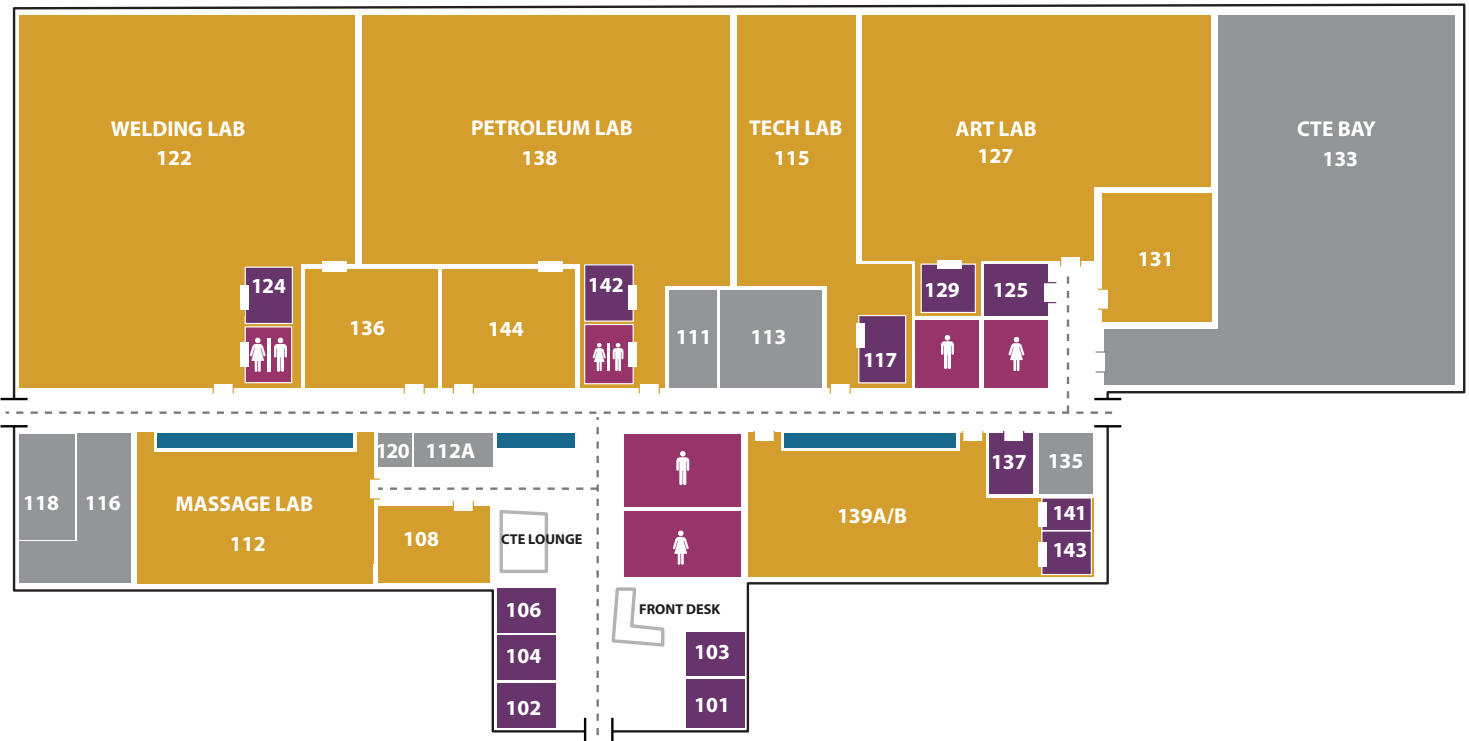 WELDING LAB
122
PETROLEUM LAB
138
TECH LAB
115
ART LAB
127
CTE BAY
133
124
136
144
142
111
113
117
129
125
131
118
116
MASSAGE LAB
112
120
112A
108
CTE LOUNGE
139A/B
137
135
141
143
106
104
102
FRONT DESK
103
101